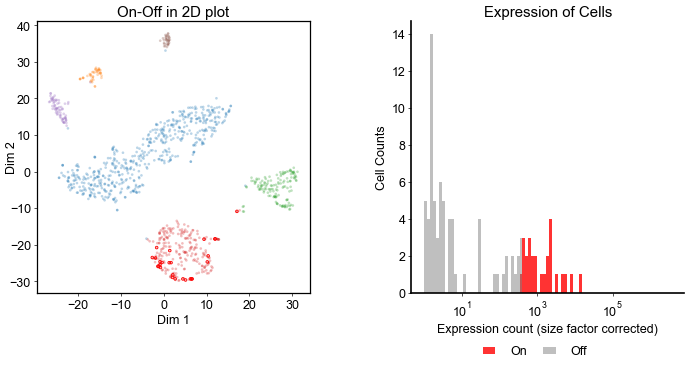 On-Off in 2D plot
40
30
20
10
0
−10
−20
−30
Dim 2
−20 −10 0 10 20 30
Dim 1
Expression of Cells
14
12
10
8
6
4
2
0
Cell Counts
10¹ 10³ 10⁵
Expression count (size factor corrected)
On Off